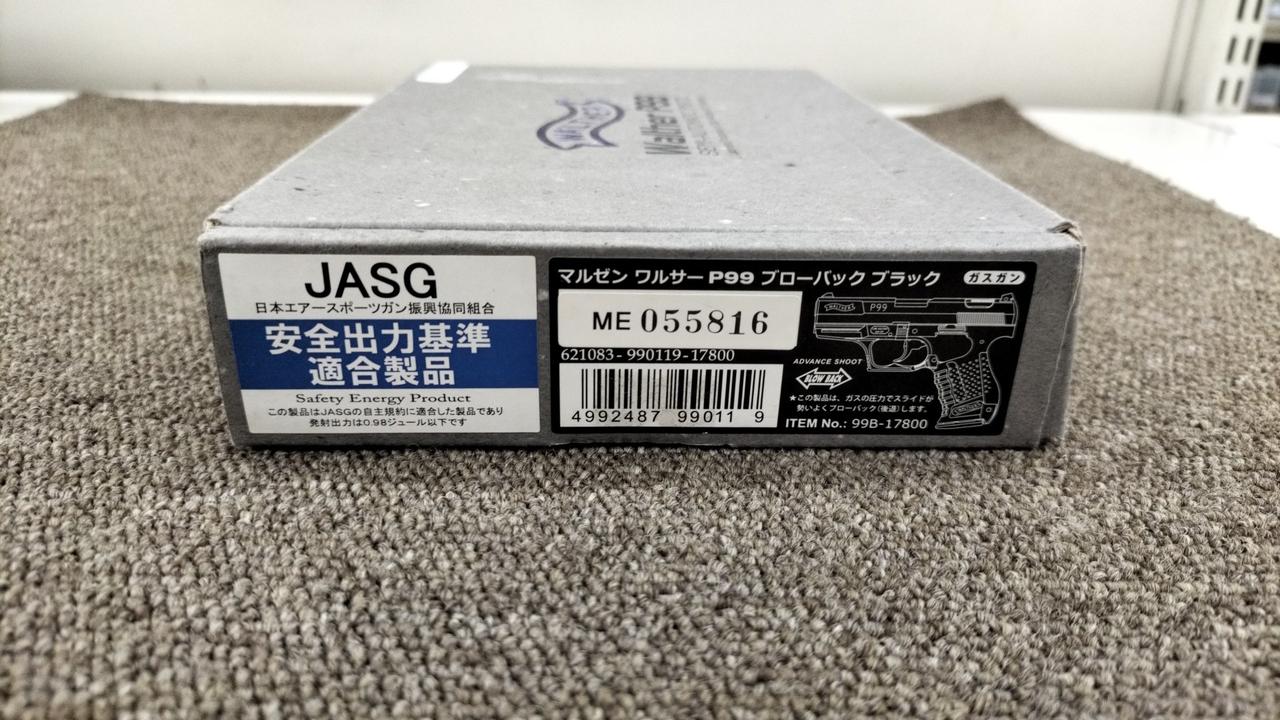 WALTHER
Walther P99
JASG
日本エアースポーツガン振興協同組合
安全出力基準
適合製品
Safety Energy Product
この製品はJASGの自主規約に適合した製品であり
発射出力は0.98ジュール以下です
マルゼン ワルサー P99 ブローバック ブラック
ガスガン
ME 055816
621083-990119-17800
4992487 99011 9
WALTHER P99
ADVANCE SHOOT
BLOW BACK
★この製品は、ガスの圧力でスライドが
勢いよくブローバック(後退)します。
ITEM No.: 99B-17800